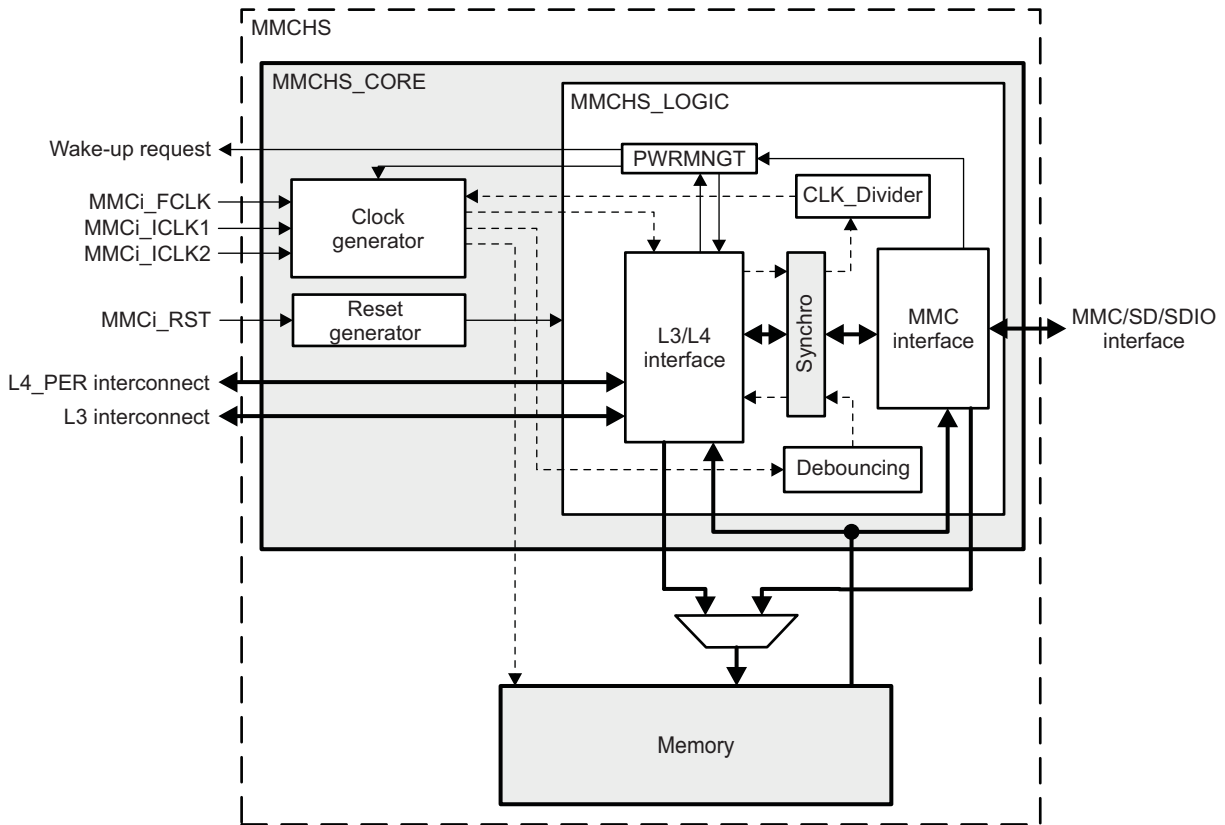 MMCHS
MMCHS_CORE
MMCHS_LOGIC
Wake-up request
PWRMNGT
MMCi_FCLK
MMCi_ICLK1
MMCi_ICLK2
Clock
generator
CLK_Divider
MMCi_RST
Reset
generator
L3/L4
interface
Synchro
MMC
interface
MMC/SD/SDIO
interface
L4_PER interconnect
L3 interconnect
Debouncing
Memory